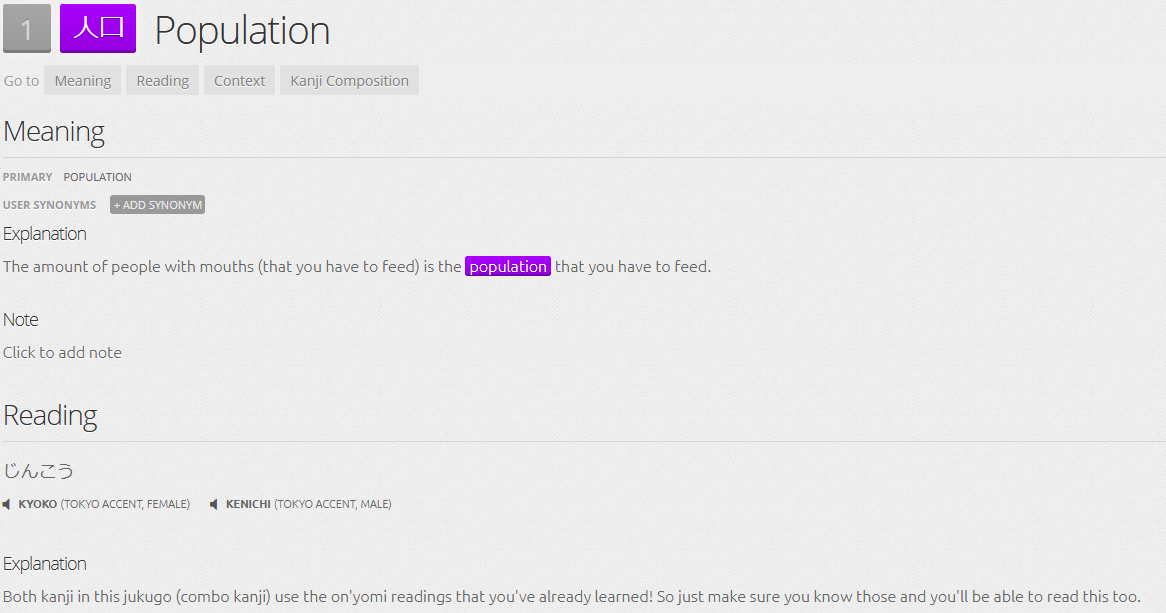 1 人口 Population
Go to Meaning Reading Context Kanji Composition
Meaning
PRIMARY POPULATION
USER SYNONYMS + ADD SYNONYM
Explanation
The amount of people with mouths (that you have to feed) is the population that you have to feed.
Note
Click to add note
Reading
じんこう
KYOKO (TOKYO ACCENT, FEMALE) KENICHI (TOKYO ACCENT, MALE)
Explanation
Both kanji in this jukugo (combo kanji) use the on'yomi readings that you've already learned! So just make sure you know those and you'll be able to read this too.